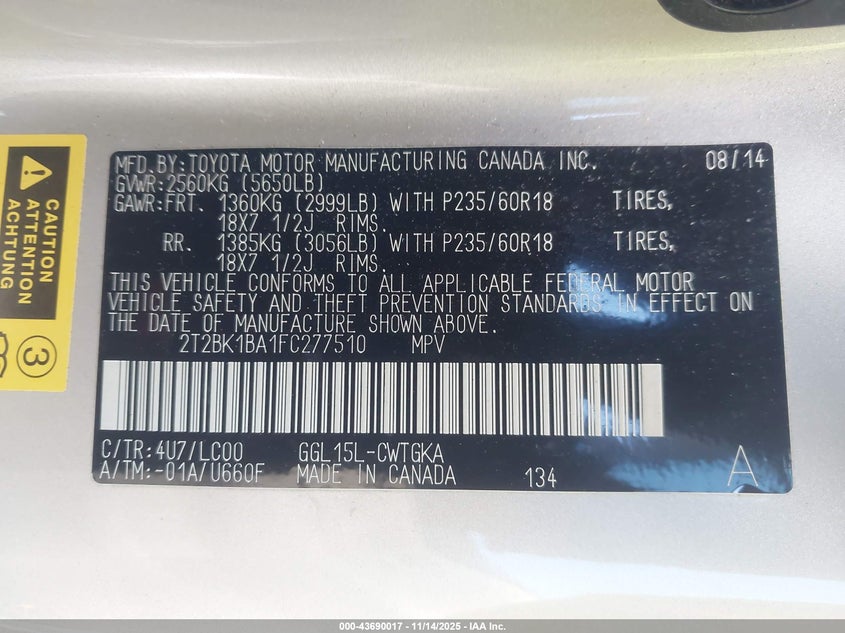 MFD.BY:TOYOTA MOTOR MANUFACTURING CANADA INC. 08/14
GVWR:2560KG (5650LB)
GAWR:FRT. 1360KG (2999LB) WITH P235/60R18 TIRES,
18X7 1/2J RIMS.
RR. 1385KG (3056LB) WITH P235/60R18 TIRES,
18X7 1/2J RIMS.
THIS VEHICLE CONFORMS TO ALL APPLICABLE FEDERAL MOTOR
VEHICLE SAFETY AND THEFT PREVENTION STANDARDS IN EFFECT ON
THE DATE OF MANUFACTURE SHOWN ABOVE.
2T2BK1BA1FC277510 MPV
C/TR:4U7/LC00 GGL15L-CWTGKA
A/TM:-01A/U660F MADE IN CANADA 134 A
CAUTION
ATTENTION
ACHTUNG
3
000-43690017 - 11/14/2025 - IAA Inc.